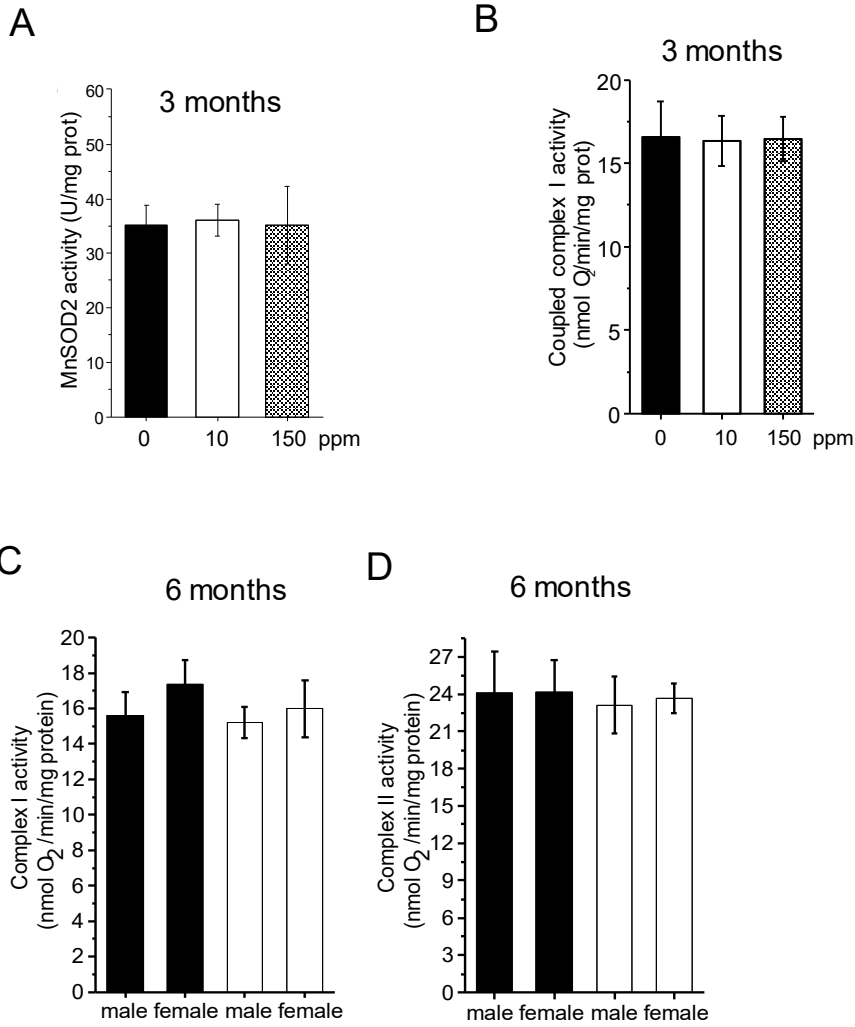 A
3 months
MnSOD2 activity (U/mg prot)
60
50
40
30
20
10
0
0 10 150 ppm
B
3 months
Coupled complex I activity
(nmol O2/min/mg prot)
20
15
10
5
0
0 10 150 ppm
C
6 months
Complex I activity
(nmol O2 /min/mg protein)
20
18
16
14
12
10
8
6
4
2
0
male female male female
D
6 months
Complex II activity
(nmol O2 /min/mg protein)
27
24
21
18
15
12
9
6
3
0
male female male female